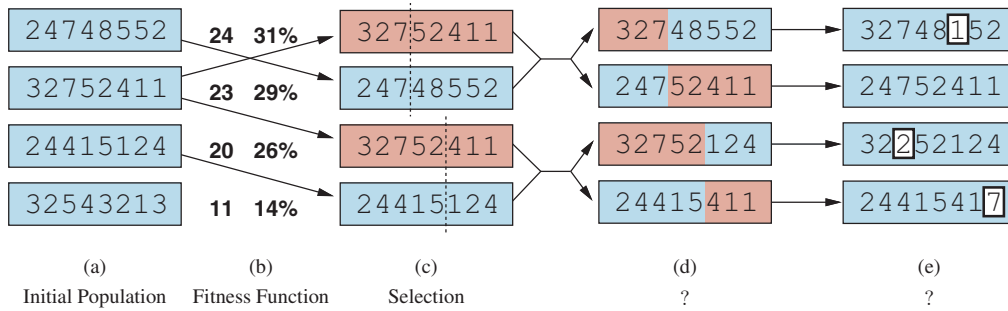 24748552 24 31% 32752411 32748552 32748152
32752411 23 29% 24748552 24752411 24752411
24415124 20 26% 32752411 32752124 32252124
32543213 11 14% 24415124 24415411 24415417
(a) (b) (c) (d) (e)
Initial Population Fitness Function Selection ? ?